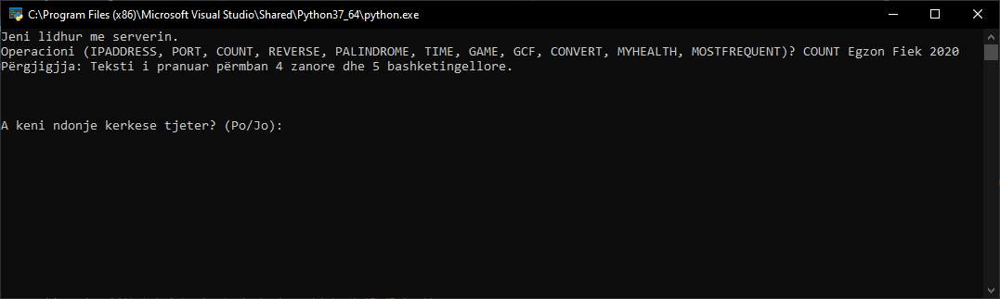 C:\Program Files (x86)\Microsoft Visual Studio\Shared\Python37_64\python.exe
Jeni lidhur me serverin.
Operacioni (IPADDRESS, PORT, COUNT, REVERSE, PALINDROME, TIME, GAME, GCF, CONVERT, MYHEALTH, MOSTFREQUENT)? COUNT Egzon Fiek 2020
Përgjigjja: Teksti i pranuar përmban 4 zanore dhe 5 bashketingellore.
A keni ndonje kerkese tjeter? (Po/Jo):